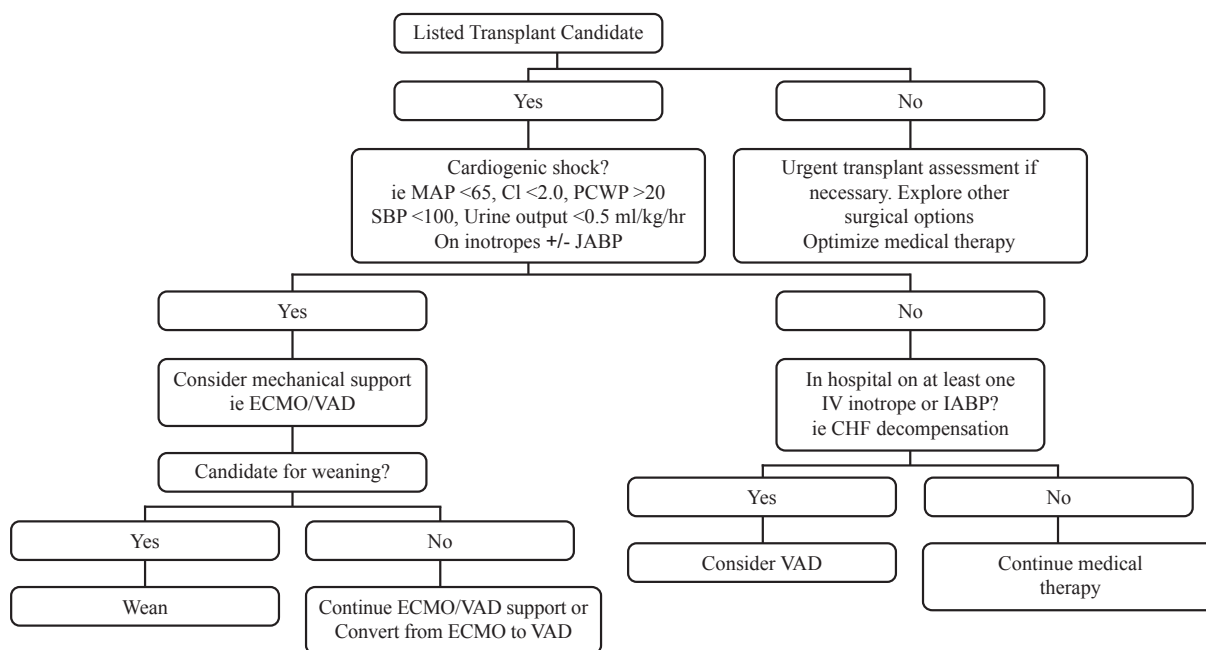 Listed Transplant Candidate
Yes
No
Cardiogenic shock?
ie MAP <65, Cl <2.0, PCWP >20
SBP <100, Urine output <0.5 ml/kg/hr
On inotropes +/- JABP
Urgent transplant assessment if
necessary. Explore other
surgical options
Optimize medical therapy
Yes
No
Consider mechanical support
ie ECMO/VAD
In hospital on at least one
IV inotrope or IABP?
ie CHF decompensation
Candidate for weaning?
Yes
No
Yes
No
Wean
Continue ECMO/VAD support or
Convert from ECMO to VAD
Consider VAD
Continue medical
therapy